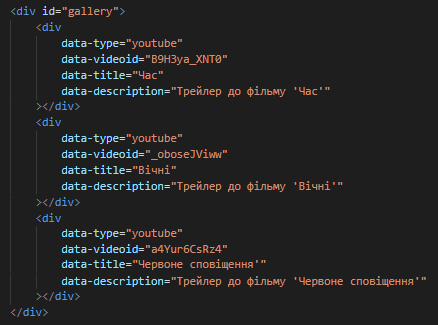 <div id="gallery">
<div
data-type="youtube"
data-videoid="B9H3ya_XNT0"
data-title="Час"
data-description="Трейлер до фільму 'Час'"
></div>
<div
data-type="youtube"
data-videoid="_oboseJViww"
data-title="Вічні"
data-description="Трейлер до фільму 'Вічні'"
></div>
<div
data-type="youtube"
data-videoid="a4Yur6CsRz4"
data-title="Червоне сповіщення'"
data-description="Трейлер до фільму 'Червоне сповіщення'"
></div>
</div>